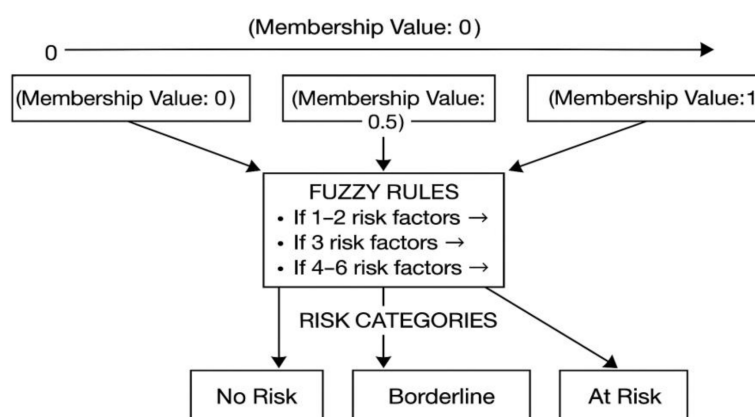 (Membership Value: 0)
0
(Membership Value: 0)
(Membership Value:
0.5)
(Membership Value:1
FUZZY RULES
• If 1–2 risk factors →
• If 3 risk factors →
• If 4–6 risk factors →
RISK CATEGORIES
No Risk
Borderline
At Risk